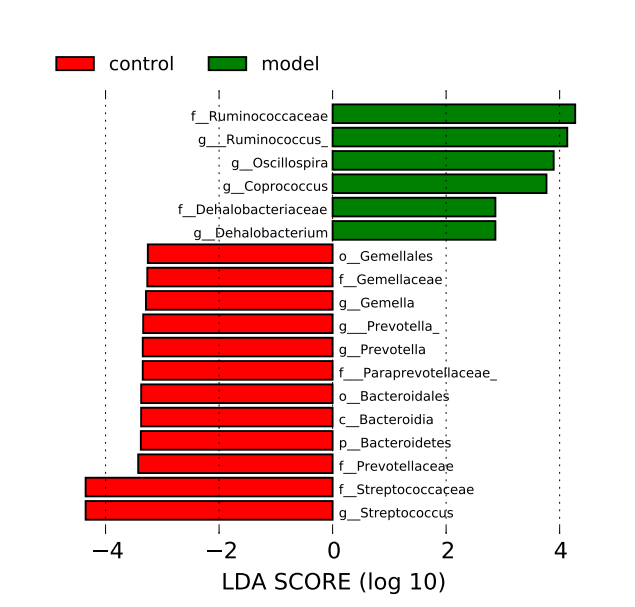 control model
f__Ruminococcaceae
g___Ruminococcus_
g__Oscillospira
g__Coprococcus
f__Dehalobacteriaceae
g__Dehalobacterium
o__Gemellales
f__Gemellaceae
g__Gemella
g___Prevotella_
g__Prevotella
f___Paraprevotellaceae_
o__Bacteroidales
c__Bacteroidia
p__Bacteroidetes
f__Prevotellaceae
f__Streptococcaceae
g__Streptococcus
−4 −2 0 2 4
LDA SCORE (log 10)